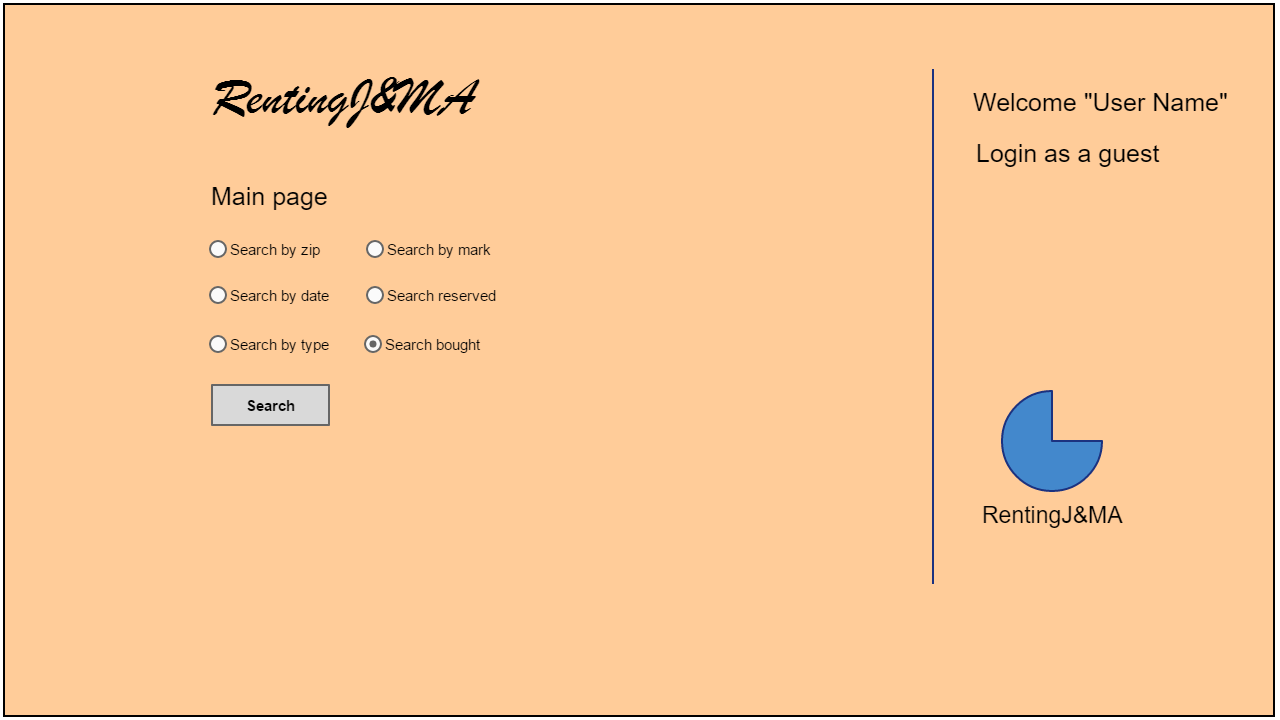 RentingJ&MA
Main page
Search by zip
Search by mark
Search by date
Search reserved
Search by type
Search bought
Search
Welcome "User Name"
Login as a guest
RentingJ&MA